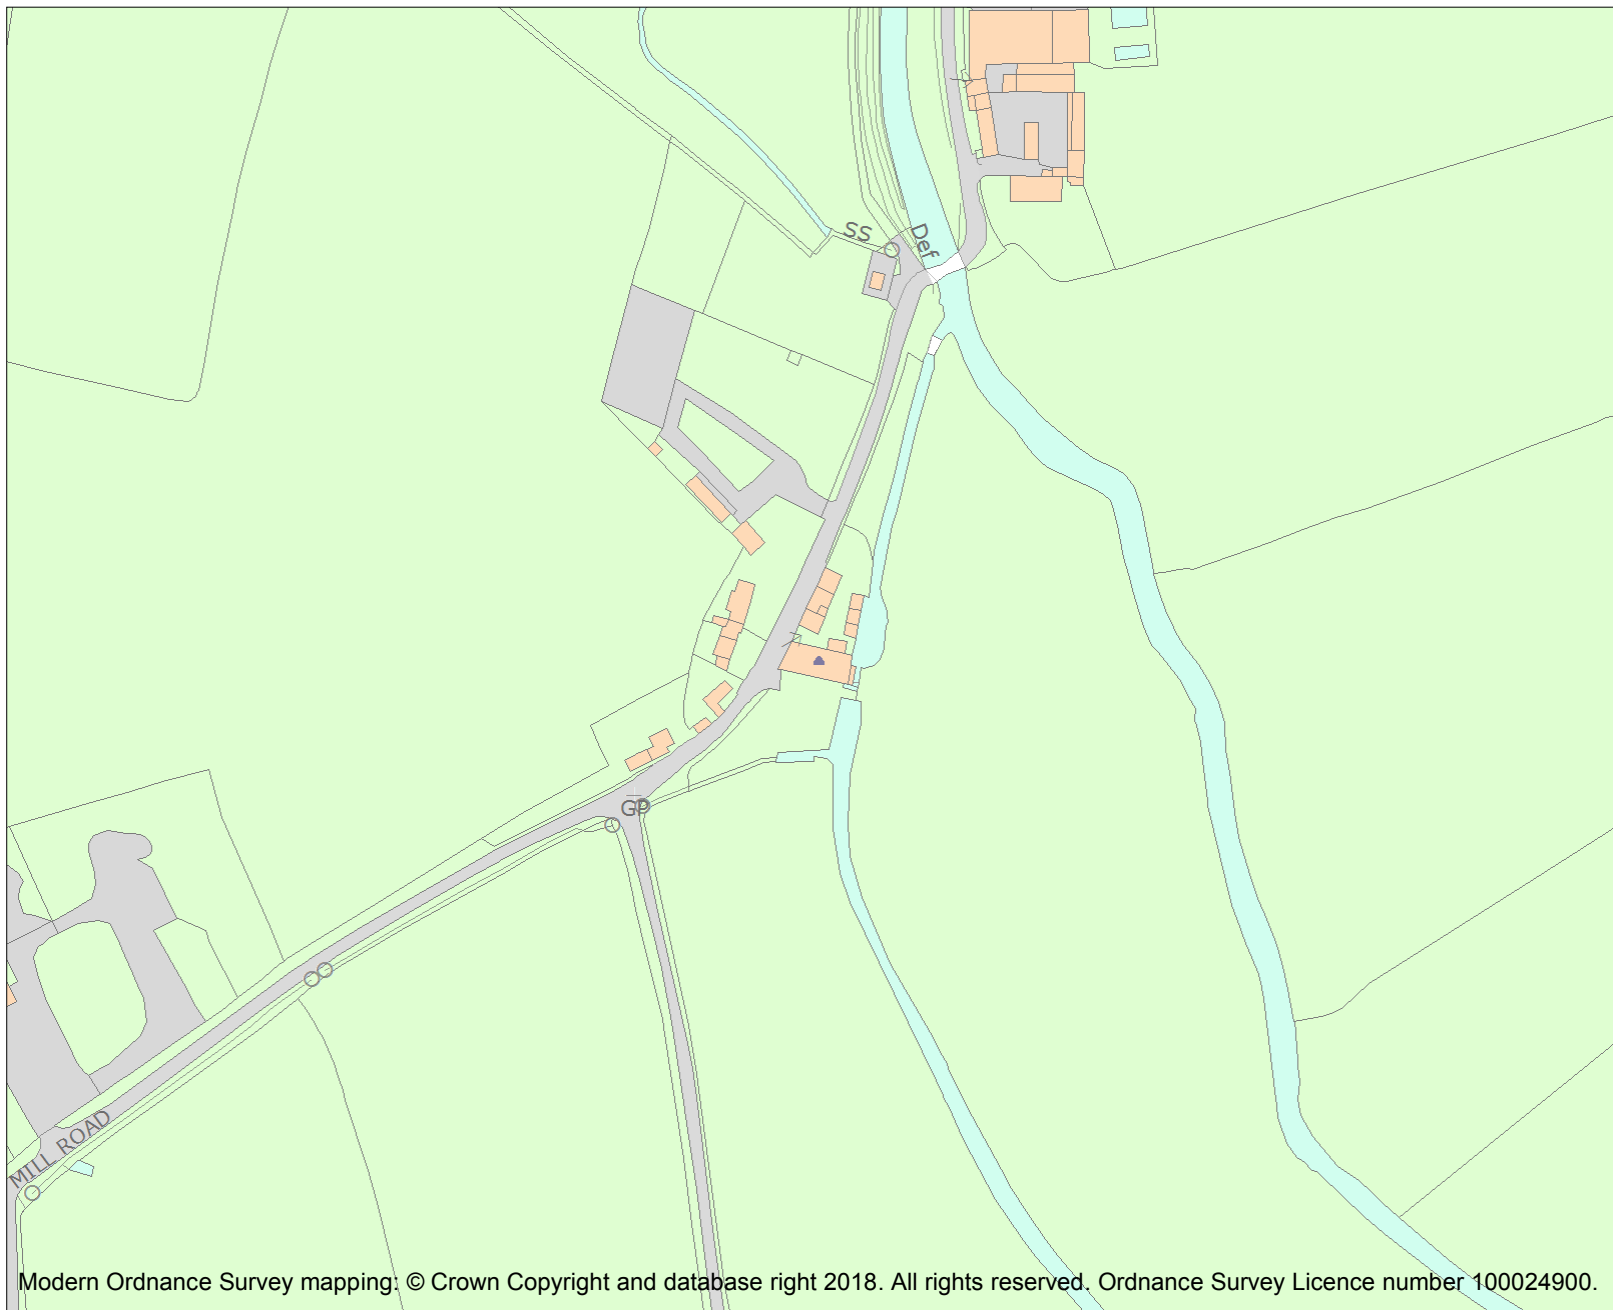 SS
Def
GP
MILL ROAD
Modern Ordnance Survey mapping: © Crown Copyright and database right 2018. All rights reserved. Ordnance Survey Licence number 100024900.